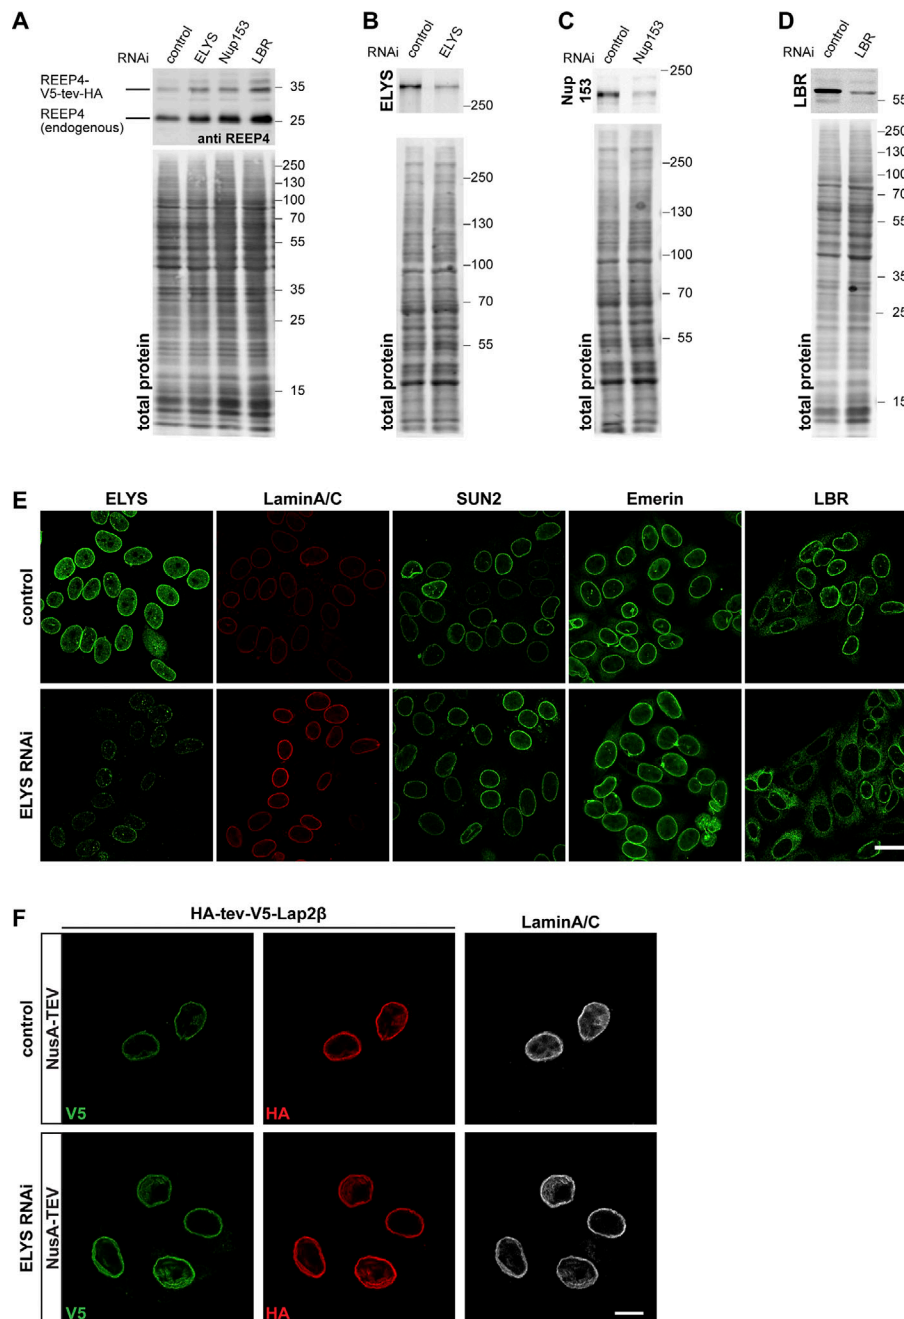 A
RNAi
control
ELYS
Nup153
LBR
REEP4-
V5-tev-HA
REEP4
(endogenous)
anti REEP4
35
25
total protein
250
130
100
70
55
35
25
15
B
RNAi
control
ELYS
ELYS
250
total protein
250
130
100
70
55
C
RNAi
control
Nup153
Nup
153
250
total protein
250
130
100
70
55
D
RNAi
control
LBR
LBR
55
total protein
250
130
100
70
55
35
25
15
E
ELYS
LaminA/C
SUN2
Emerin
LBR
control
ELYS RNAi
F
HA-tev-V5-Lap2β
LaminA/C
control
NusA-TEV
V5
HA
ELYS RNAi
NusA-TEV
V5
HA